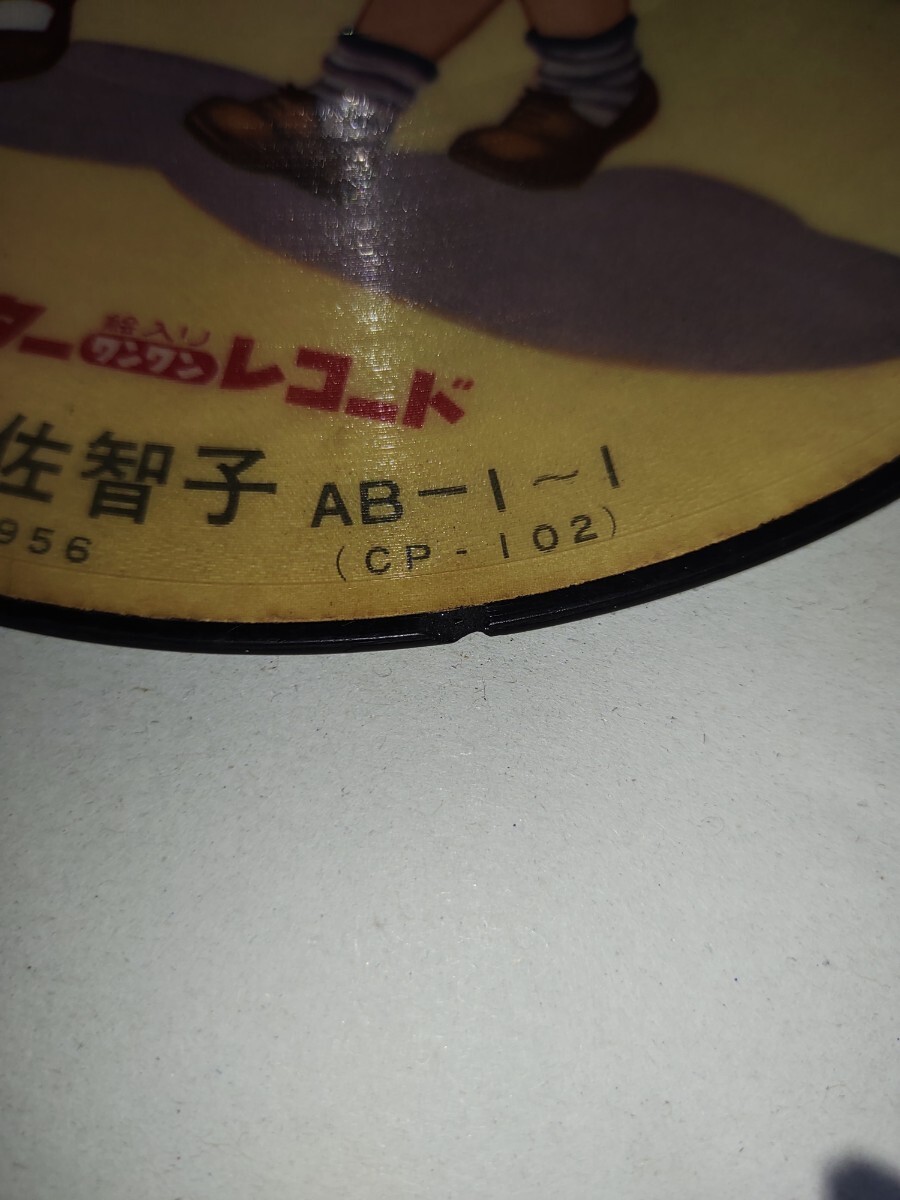 ター絵入りワンワンレコード
佐智子 AB－1～1
956 (CP-102)